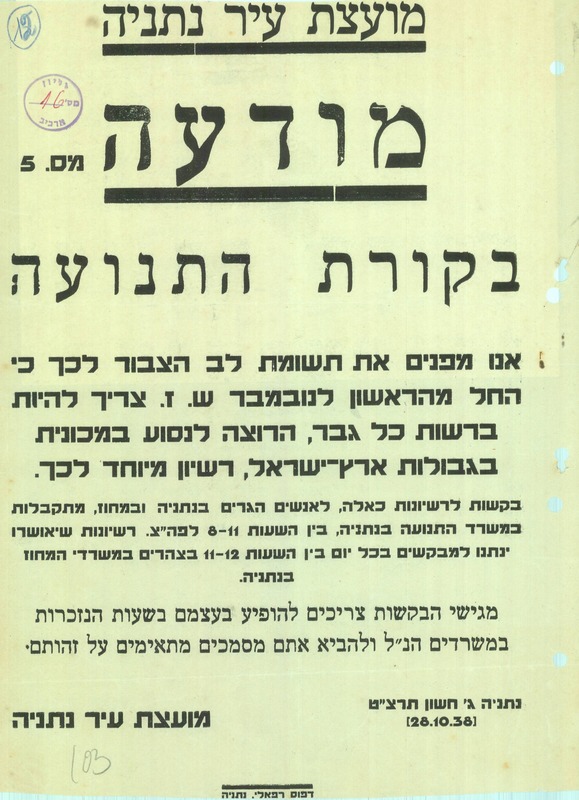 מועצת עיר נתניה
גליון
מס' 46
ארכיב
מודעה
מס. 5
בקורת התנועה
אנו מפנים את תשומת לב הצבור לכך כי
החל מהראשון לנובמבר ש. ז. צריך להיות
ברשות כל גבר, הרוצה לנסוע במכונית
בגבולות ארץ־ישראל, רשיון מיוחד לכך.
בקשות לרשיונות כאלה, לאנשים הגרים בנתניה ובמחוז, מתקבלות
במשרד התנועה בנתניה, בין השעות 8-11 לפה"צ. רשיונות שיאושרו
ינתנו למבקשים בכל יום בין השעות 11-12 בצהרים במשרדי המחוז
בנתניה.
מגישי הבקשות צריכים להופיע בעצמם בשעות הנזכרות
במשרדים הנ"ל ולהביא אתם מסמכים מתאימים על זהותם.
נתניה ג' חשון תרצ"ט
[28.10.38]
מועצת עיר נתניה
103
דפוס רפאלי, נתניה